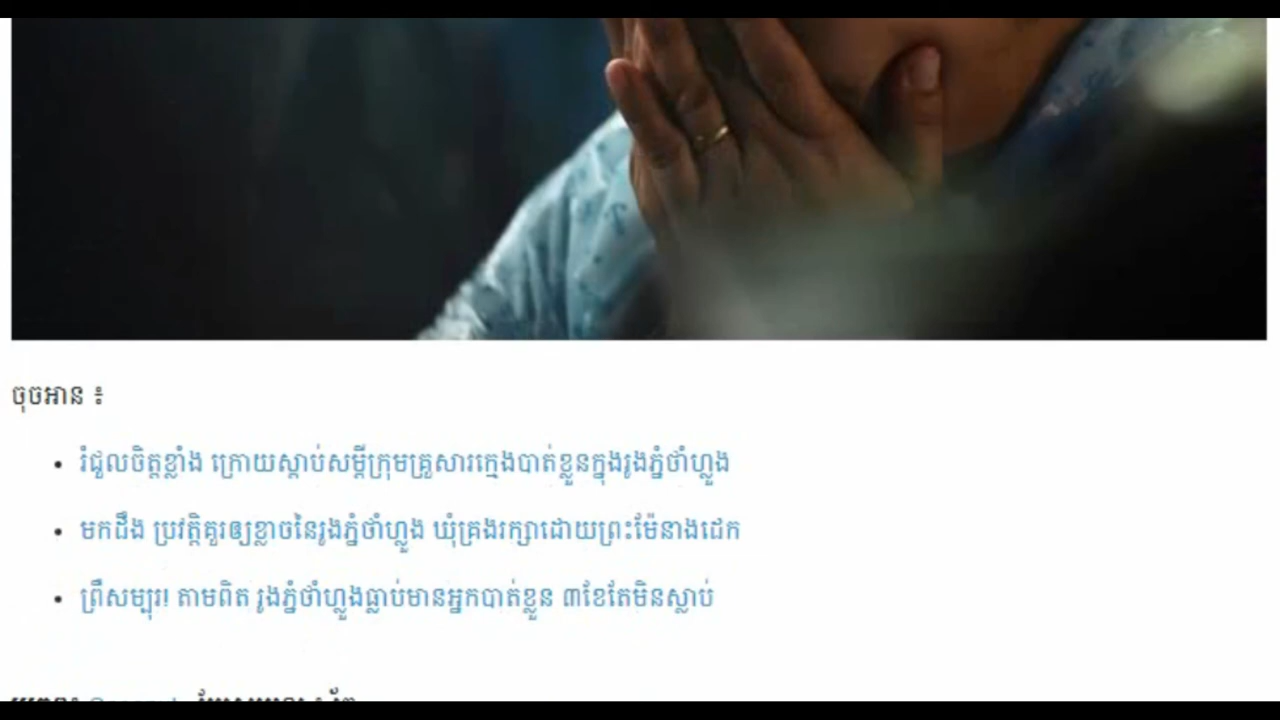 ចុចអាន ៖
រំជួលចិត្តខ្លាំង ក្រោយស្ដាប់សម្ដីក្រុមគ្រួសារក្មេងបាត់ខ្លួនក្នុងរូងភ្នំថាំហ្លួង
មកដឹង ប្រវត្តិគួរឲ្យខ្លាចនៃរូងភ្នំថាំហ្លួង ឃុំគ្រងរក្សាដោយព្រះម៉ែនាងដេក
ព្រឺសម្បុរ! តាមពិត រូងភ្នំថាំហ្លួងធ្លាប់មានអ្នកបាត់ខ្លួន ៣ខែតែមិនស្លាប់